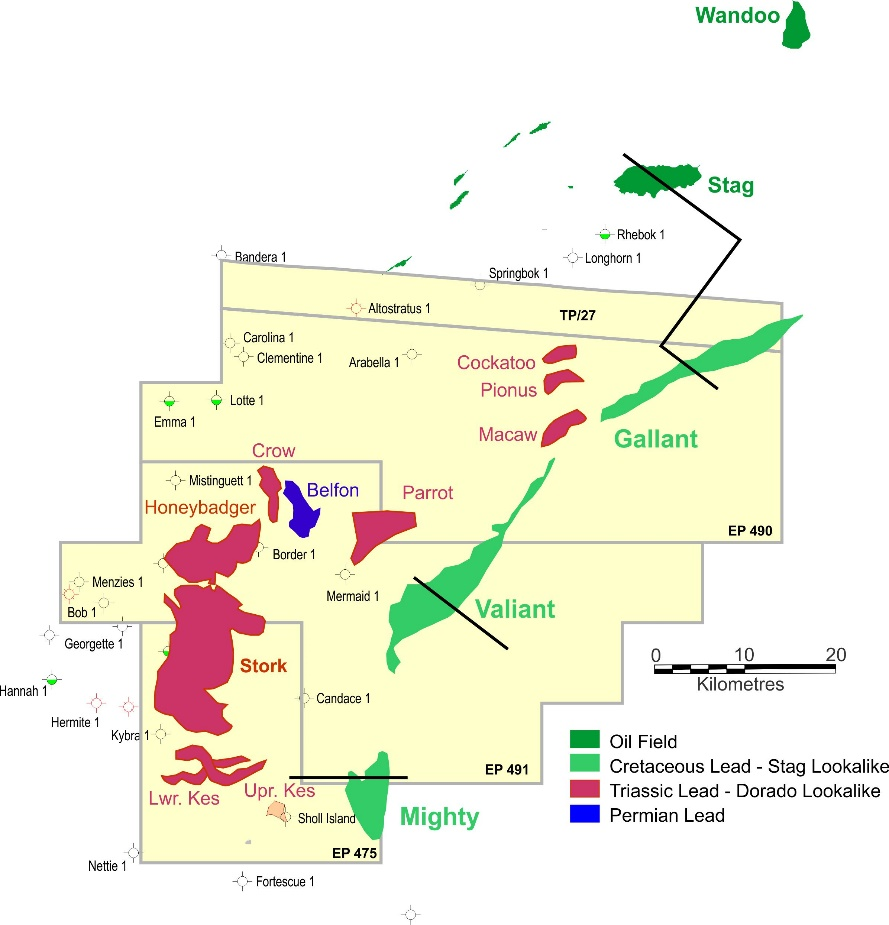 Wandoo
Stag
Rhebok 1
Bandera 1
Longhorn 1
Springbok 1
Altostratus 1
TP/27
Carolina 1
Clementine 1
Arabella 1
Cockatoo
Pionus
Emma 1
Lotte 1
Macaw
Gallant
Crow
Mistinguett 1
Belfon
Parrot
Honeybadger
EP 490
Border 1
Menzies 1
Mermaid 1
Bob 1
Valiant
Georgette 1
Stork
0 10 20
Kilometres
Hannah 1
Candace 1
Hermite 1
Kybra 1
Oil Field
Cretaceous Lead - Stag Lookalike
EP 491
Triassic Lead - Dorado Lookalike
Lwr. Kes
Upr. Kes
Permian Lead
Sholl Island
Mighty
EP 475
Nettie 1
Fortescue 1